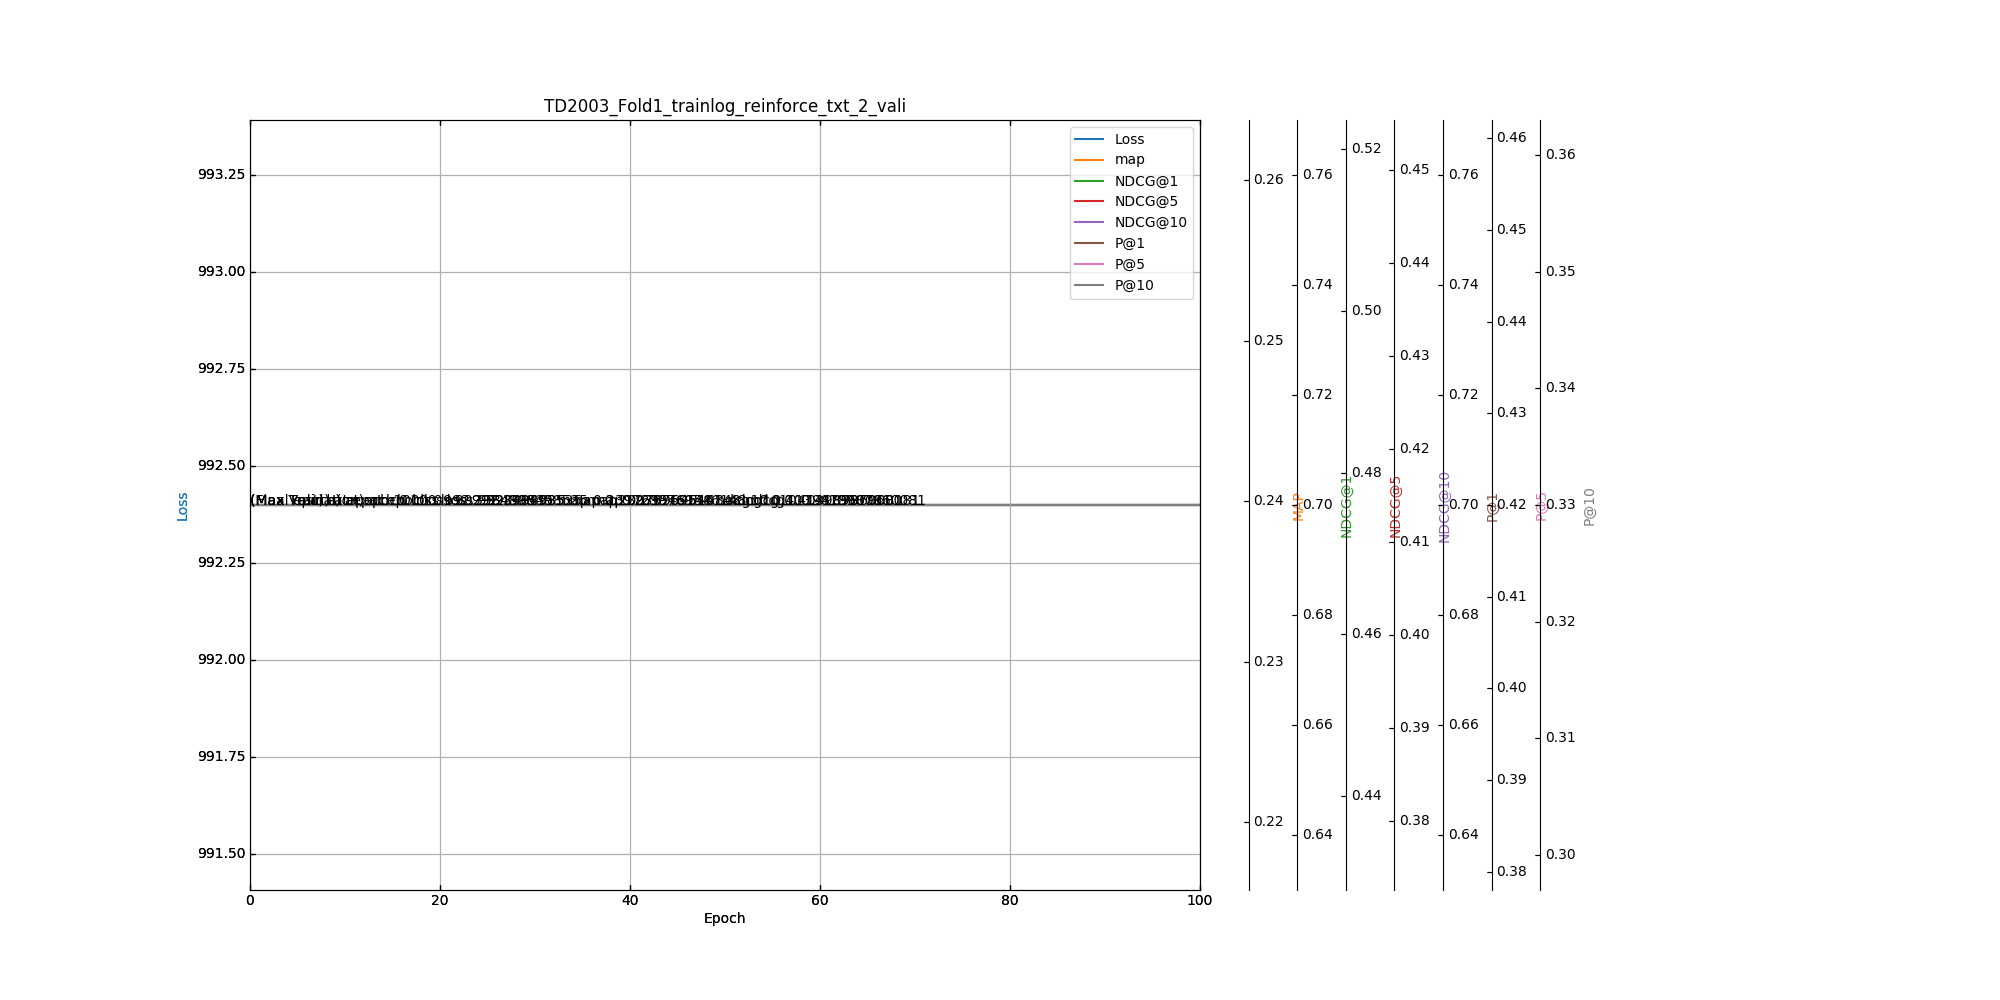 TD2003_Fold1_trainlog_reinforce_txt_2_vali
Loss
map
NDCG@1
NDCG@5
NDCG@10
P@1
P@5
P@10
993.25
993.00
992.75
992.50
992.25
992.00
991.75
991.50
Loss
0 20 40 60 80 100
Epoch
0.26
0.25
0.24
0.23
0.22
MAP
0.76
0.74
0.72
0.70
0.68
0.66
0.64
NDCG@1
0.52
0.50
0.48
0.46
0.44
NDCG@5
0.45
0.44
0.43
0.42
0.41
0.40
0.39
0.38
NDCG@10
0.76
0.74
0.72
0.70
0.68
0.66
0.64
P@1
0.46
0.45
0.44
0.43
0.42
0.41
0.40
0.39
0.38
P@5
0.36
0.35
0.34
0.33
0.32
0.31
0.30
P@10